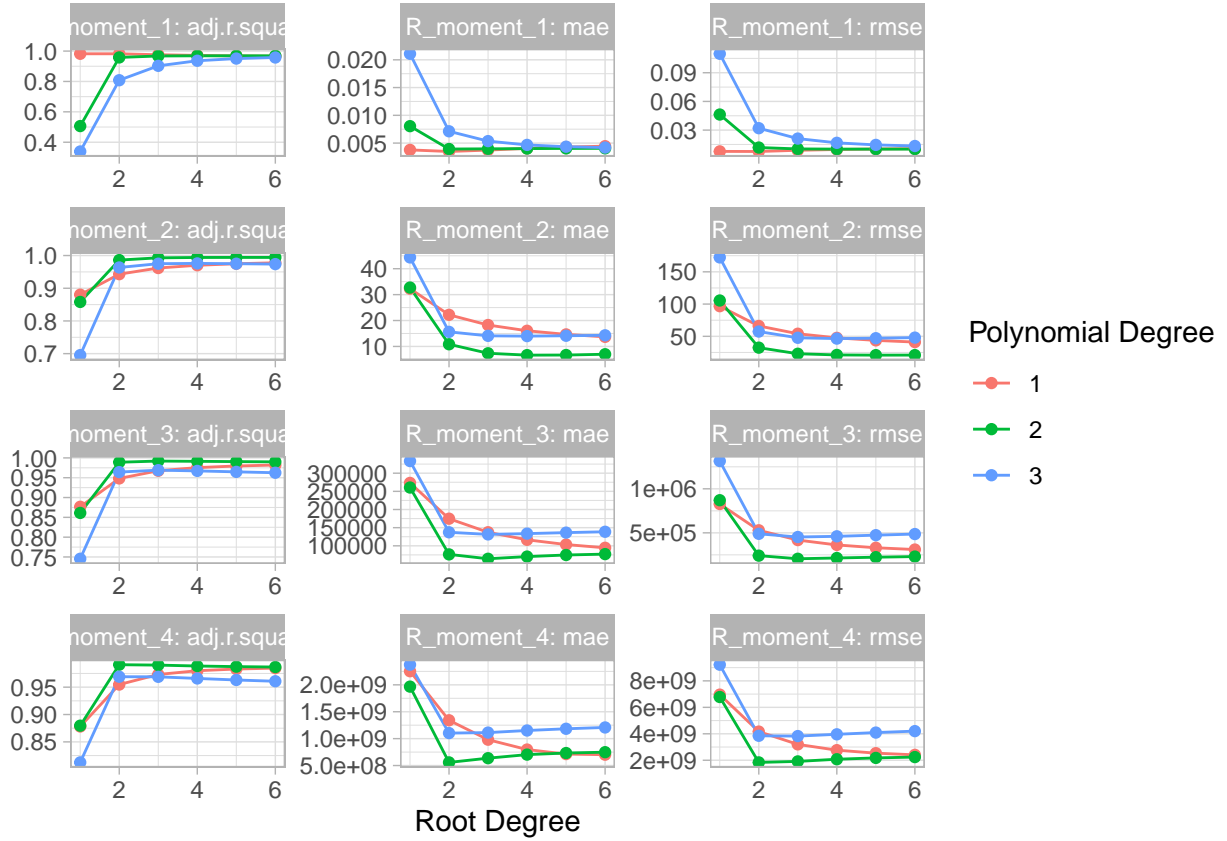 moment_1: adj.r.squa
R_moment_1: mae
R_moment_1: rmse
1.0
0.8
0.6
0.4
0.020
0.015
0.010
0.005
0.09
0.06
0.03
2 4 6
2 4 6
2 4 6
moment_2: adj.r.squa
R_moment_2: mae
R_moment_2: rmse
1.0
0.9
0.8
0.7
40
30
20
10
150
100
50
2 4 6
2 4 6
2 4 6
moment_3: adj.r.squa
R_moment_3: mae
R_moment_3: rmse
1.00
0.95
0.90
0.85
0.80
0.75
300000
250000
200000
150000
100000
1e+06
5e+05
2 4 6
2 4 6
2 4 6
moment_4: adj.r.squa
R_moment_4: mae
R_moment_4: rmse
0.95
0.90
0.85
2.0e+09
1.5e+09
1.0e+09
5.0e+08
8e+09
6e+09
4e+09
2e+09
2 4 6
2 4 6
2 4 6
Root Degree
Polynomial Degree
1
2
3